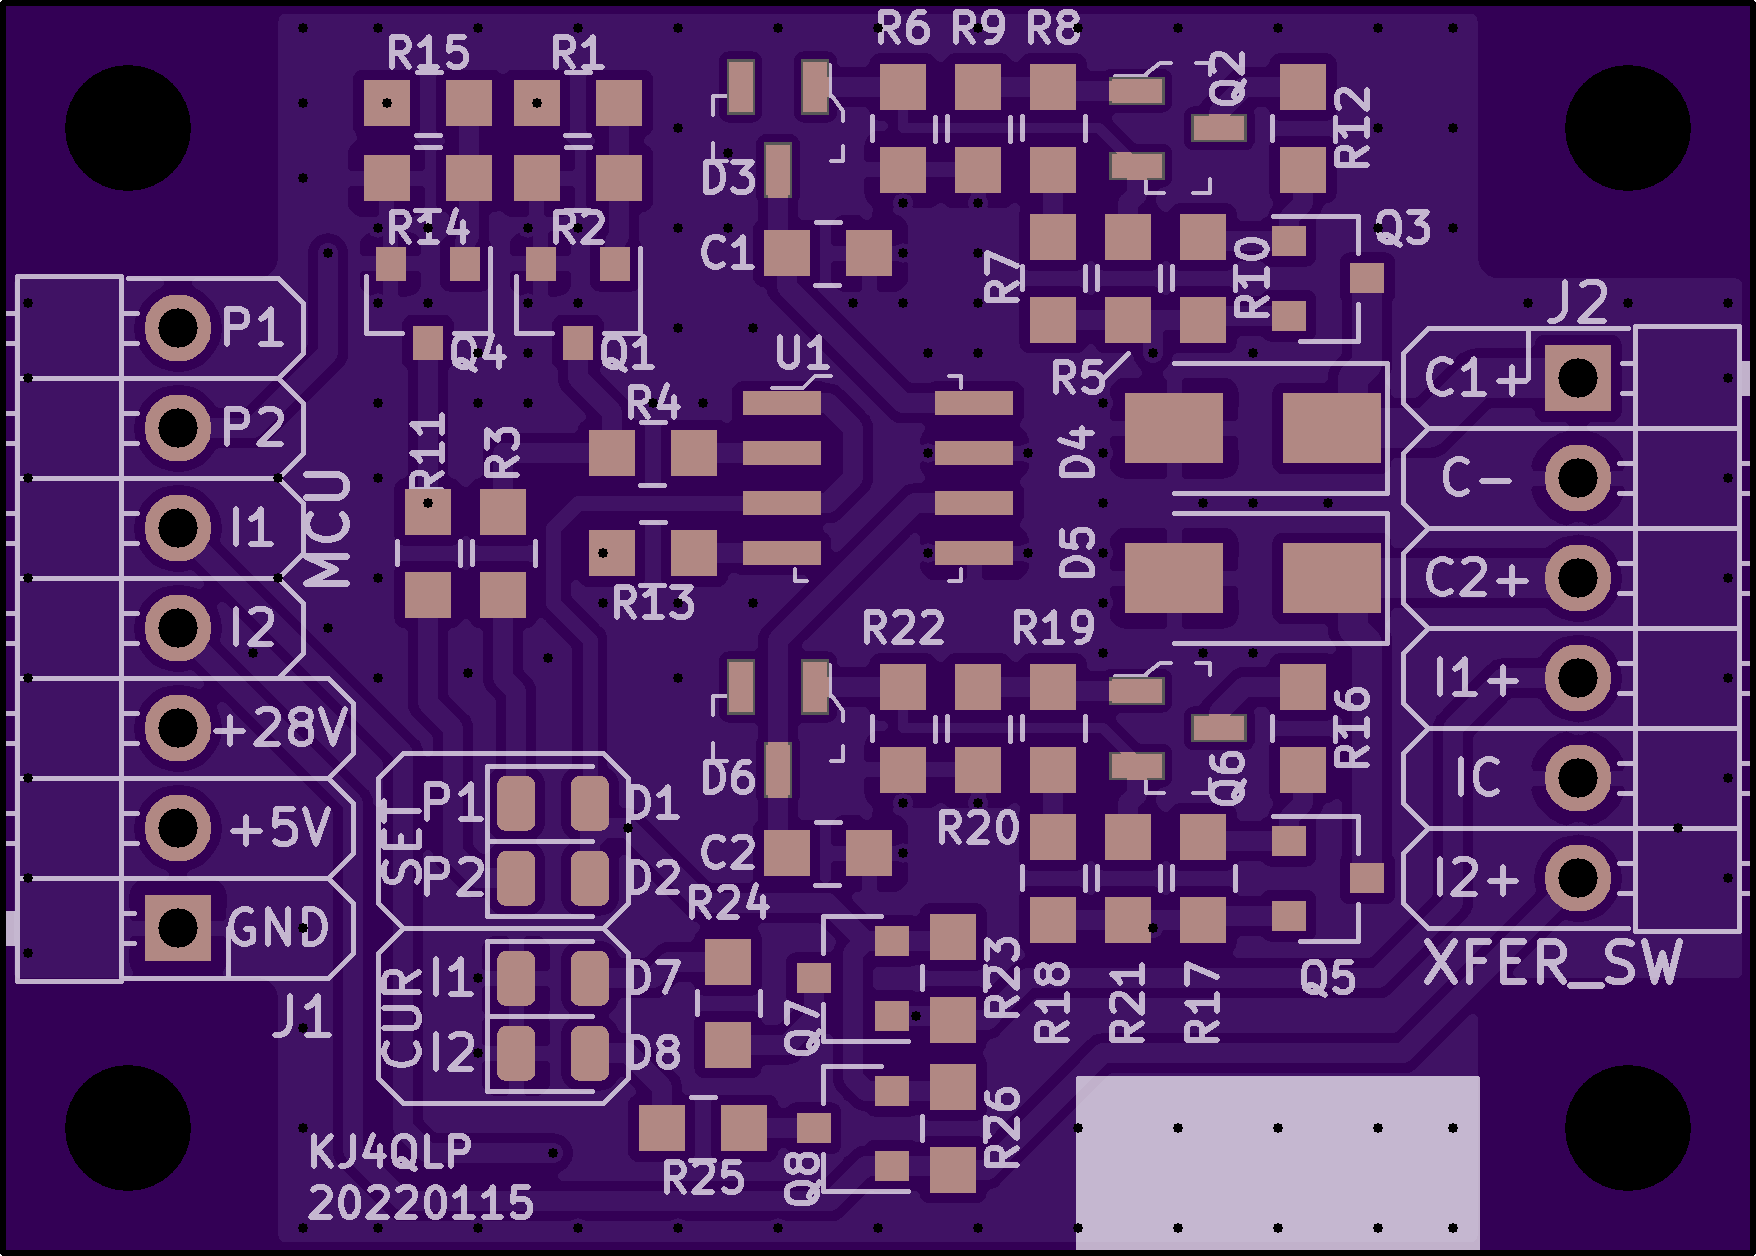 R6 R9 R8
R15 R1
Q2
R12
D3
R14 R2
C1
R7
R10
Q3
J2
P1
Q4 Q1
U1
R5
C1+
P2
R4
R11
R3
D4
C-
I1
MCU
D5
C2+
I2
R13
R22 R19
I1+
+28V
R16
D6
Q6
IC
SET
P1 D1
+5V
R20
P2 D2
C2
I2+
R24
GND
CUR
I1 D7
R23
XFER_SW
Q5
J1
Q7
R18
R21
R17
I2 D8
KJ4QLP
R25
Q8
R26
20220115